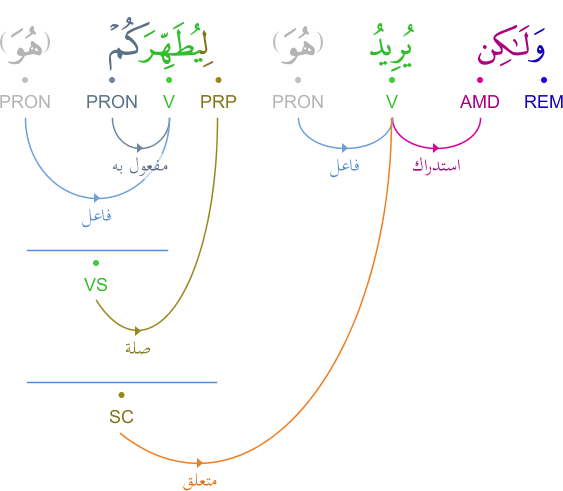 وَلَـٰكِن يُرِيدُ (هُوَ) لِيُطَهِّرَكُمْ (هُوَ)
REM AMD V PRON PRP V PRON PRON
استدراك فاعل مفعول به
فاعل
VS
صلة
SC
متعلق